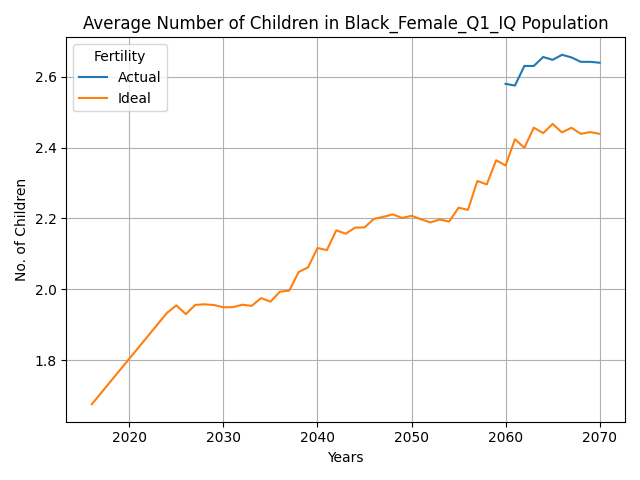 Average Number of Children in Black_Female_Q1_IQ Population
Fertility
Actual
Ideal
2.6
2.4
2.2
2.0
1.8
No. of Children
2020 2030 2040 2050 2060 2070
Years